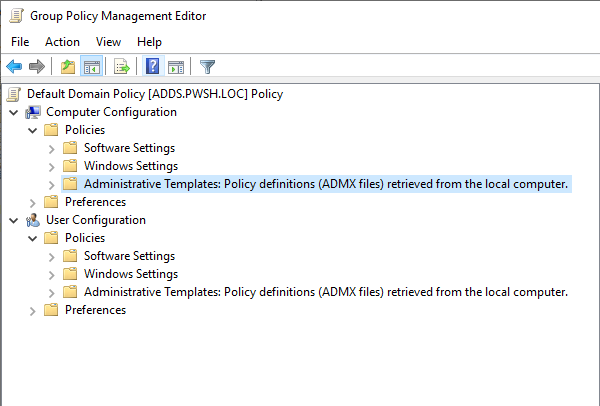 Group Policy Management Editor
File Action View Help
Default Domain Policy [ADDS.PWSH.LOC] Policy
Computer Configuration
Policies
Software Settings
Windows Settings
Administrative Templates: Policy definitions (ADMX files) retrieved from the local computer.
Preferences
User Configuration
Policies
Software Settings
Windows Settings
Administrative Templates: Policy definitions (ADMX files) retrieved from the local computer.
Preferences